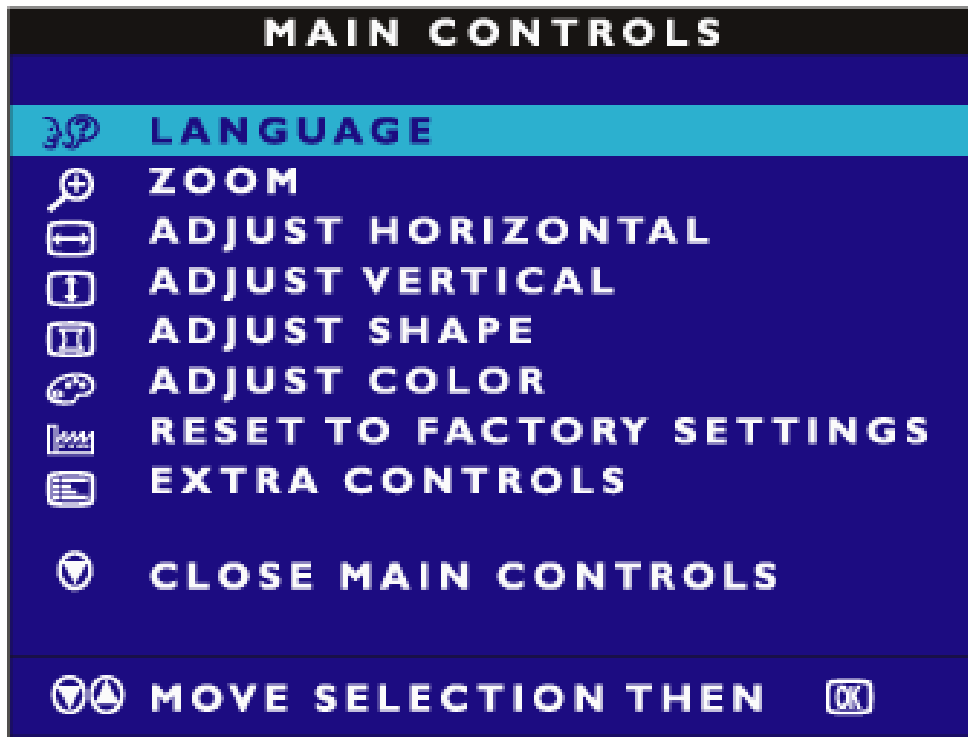 MAIN CONTROLS
LANGUAGE
ZOOM
ADJUST HORIZONTAL
ADJUST VERTICAL
ADJUST SHAPE
ADJUST COLOR
RESET TO FACTORY SETTINGS
EXTRA CONTROLS
CLOSE MAIN CONTROLS
MOVE SELECTION THEN OK